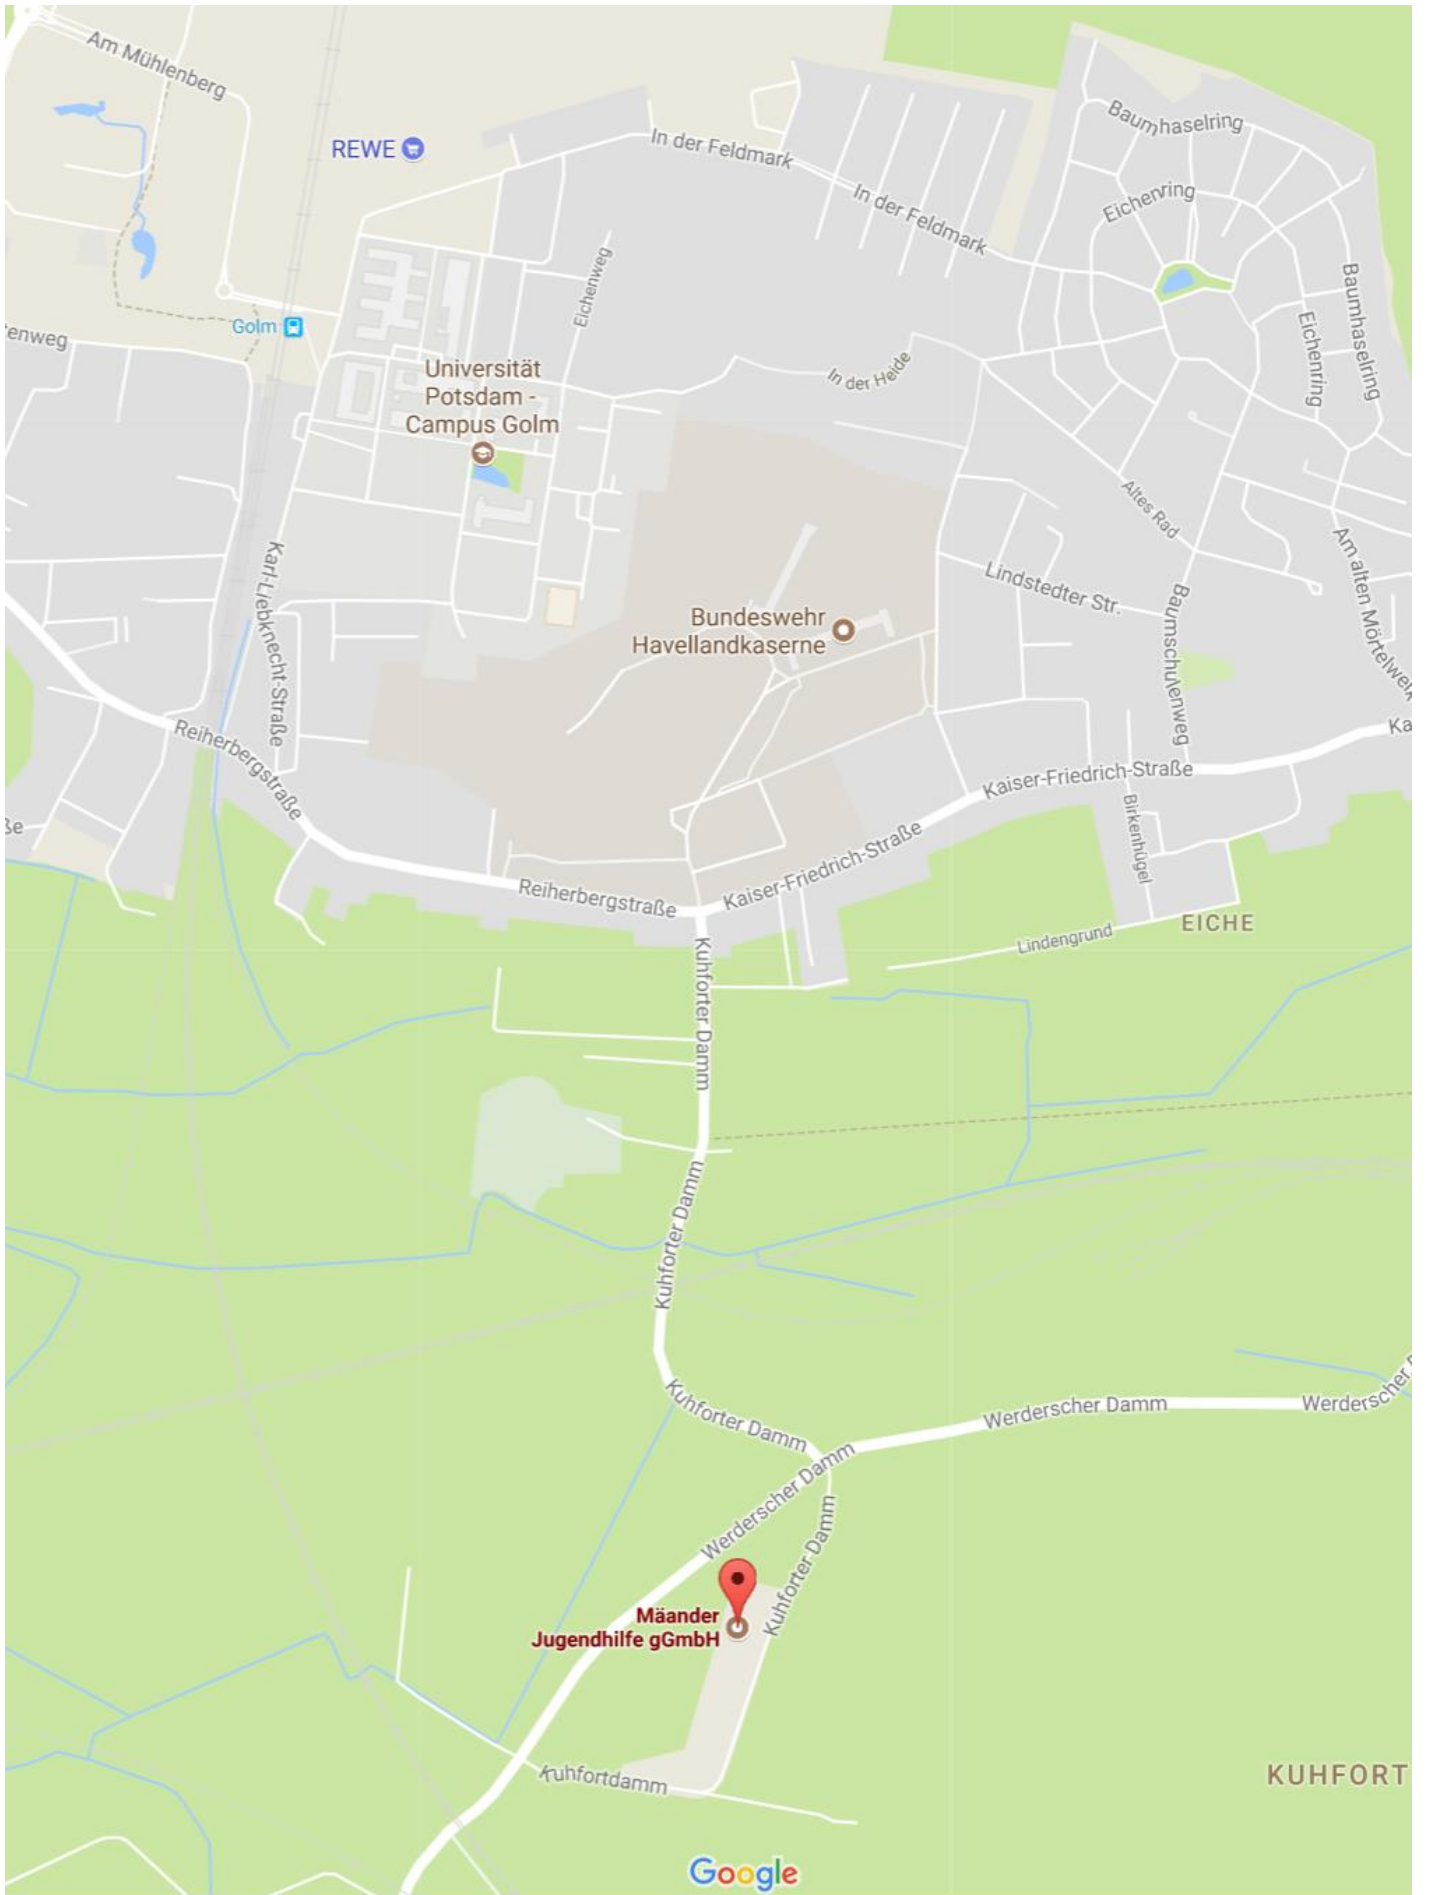 Am Mühlenberg
REWE
In der Feldmark
In der Feldmark
Baumhaselring
Eichenring
Eichenweg
Baumhaselring
Eichenring
Golm
enweg
Universität
Potsdam -
Campus Golm
In der Heide
Altes Rad
Am alten Mörtelwerk
Karl-Liebknecht-Straße
Lindstedter Str.
Baumschulenweg
Bundeswehr
Havellandkaserne
Reiherbergstraße
Ka
Kaiser-Friedrich-Straße
ße
Birkenhügel
Kaiser-Friedrich-Straße
Reiherbergstraße
EICHE
Lindengrund
Kuhforter Damm
Kuhforter Damm
Kuhforter Damm
Werderscher Damm
Werderscher D
Werderscher Damm
Kuhforter Damm
Mäander
Jugendhilfe gGmbH
Kuhfortdamm
KUHFORT
Google